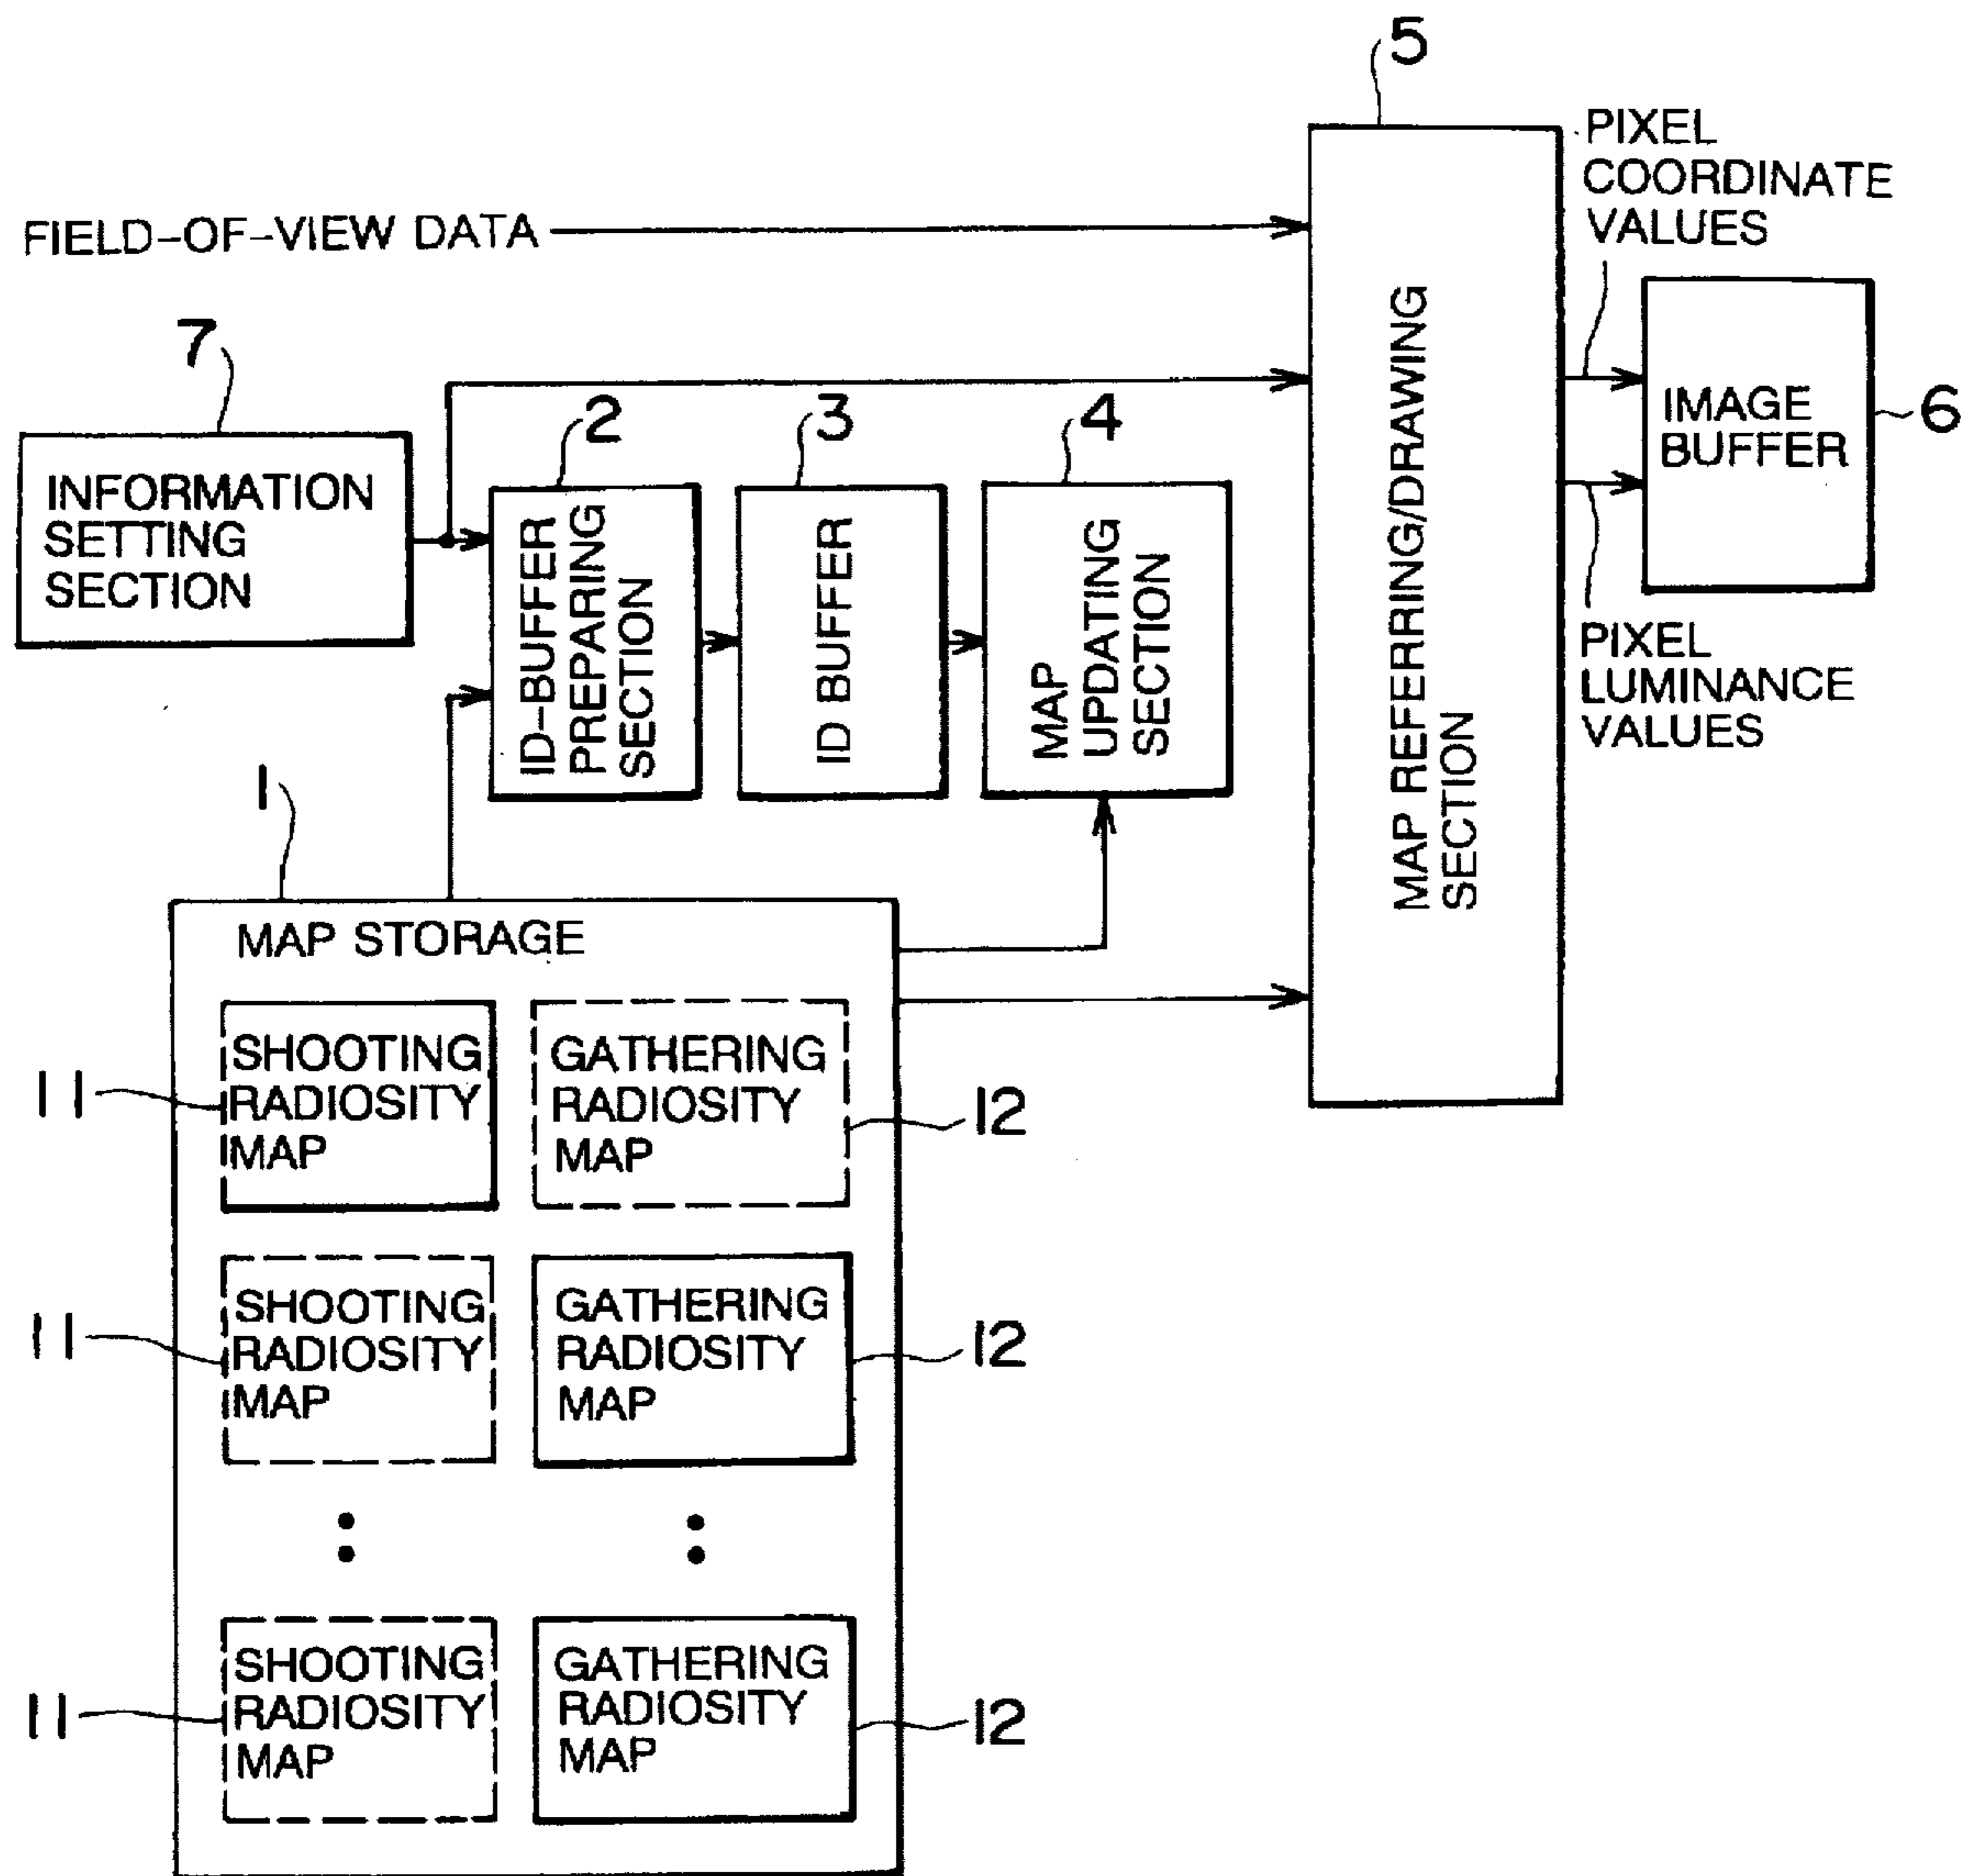 5
PIXEL
COORDINATE
VALUES
FIELD-OF-VIEW DATA
7
INFORMATION
SETTING
SECTION
2
ID-BUFFER
PREPARING
SECTION
3
ID BUFFER
4
MAP
UPDATING
SECTION
MAP REFERRING/DRAWING
SECTION
IMAGE
BUFFER
6
PIXEL
LUMINANCE
VALUES
1
MAP STORAGE
11
SHOOTING
RADIOSITY
MAP
GATHERING
RADIOSITY
MAP
12
11
SHOOTING
RADIOSITY
MAP
GATHERING
RADIOSITY
MAP
12
11
SHOOTING
RADIOSITY
MAP
GATHERING
RADIOSITY
MAP
12